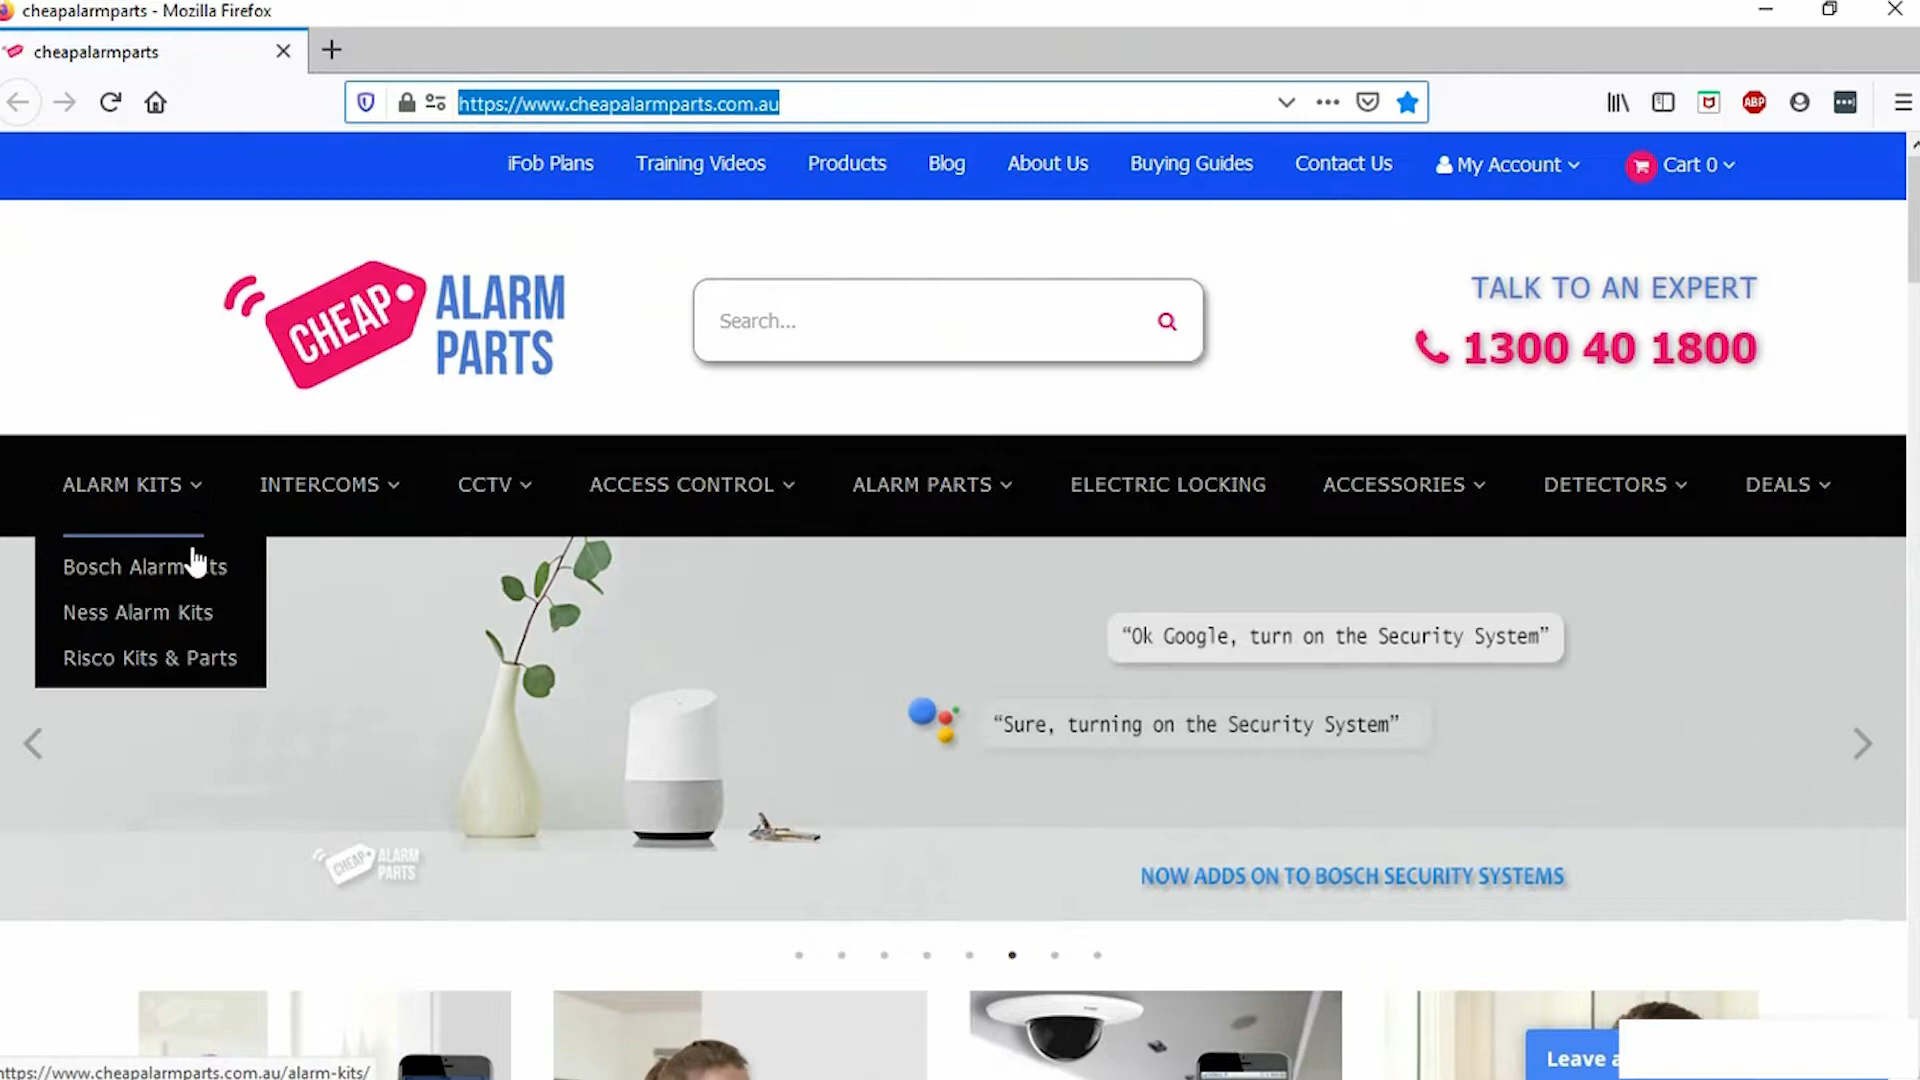 cheapalarmparts - Mozilla Firefox
cheapalarmparts
https://www.cheapalarmparts.com.au
ABP
iFob Plans Training Videos Products Blog About Us Buying Guides Contact Us My Account Cart 0
CHEAP ALARM PARTS
Search...
TALK TO AN EXPERT
1300 40 1800
ALARM KITS INTERCOMS CCTV ACCESS CONTROL ALARM PARTS ELECTRIC LOCKING ACCESSORIES DETECTORS DEALS
Bosch Alarm
Ness Alarm Kits
Risco Kits & Parts
“Ok Google, turn on the Security System”
“Sure, turning on the Security System”
CHEAP ALARM PARTS
NOW ADDS ON TO BOSCH SECURITY SYSTEMS
Leave
https://www.cheapalarmparts.com.au/alarm-kits/